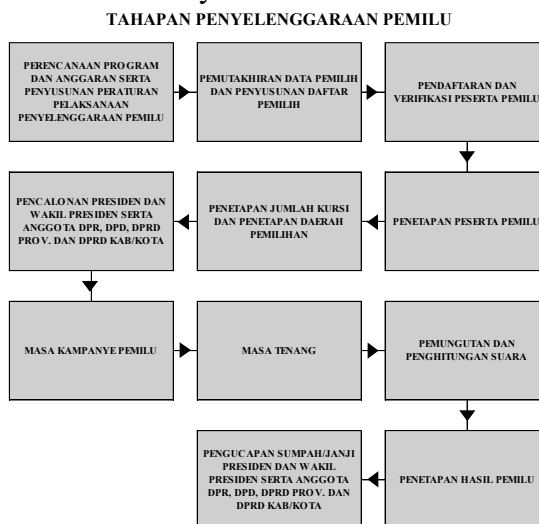 TAHAPAN PENYELENGGARAAN PEMILU
PERENCANAAN PROGRAM
DAN ANGGARAN SERTA
PENYUSUNAN PERATURAN
PELAKSANAAN
PENYELENGGARAAN PEMILU
PEMUTAKHIRAN DATA PEMILIH
DAN PENYUSUNAN DAFTAR
PEMILIH
PENDAFTARAN DAN
VERIFIKASI PESERTA PEMILU
PENETAPAN PESERTA PEMILU
PENETAPAN JUMLAH KURSI
DAN PENETAPAN DAERAH
PEMILIHAN
PENCALONAN PRESIDEN DAN
WAKIL PRESIDEN SERTA
ANGGOTA DPR, DPD, DPRD
PROV. DAN DPRD KAB/KOTA
MASA KAMPANYE PEMILU
MASA TENANG
PEMUNGUTAN DAN
PENGHITUNGAN SUARA
PENETAPAN HASIL PEMILU
PENGUCAPAN SUMPAH/JANJI
PRESIDEN DAN WAKIL
PRESIDEN SERTA ANGGOTA
DPR, DPD, DPRD PROV. DAN
DPRD KAB/KOTA